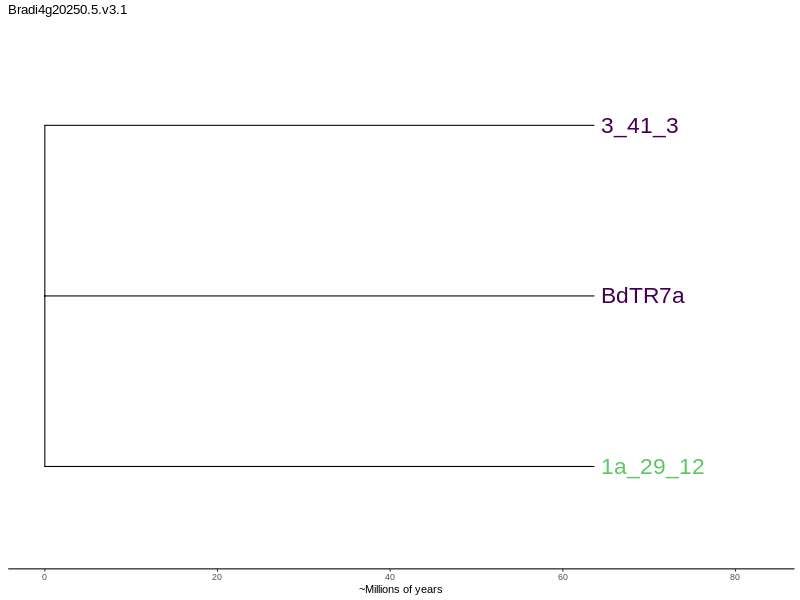 Bradi4g20250.5.v3.1
3_41_3
BdTR7a
1a_29_12
0 20 40 60 80
~Millions of years